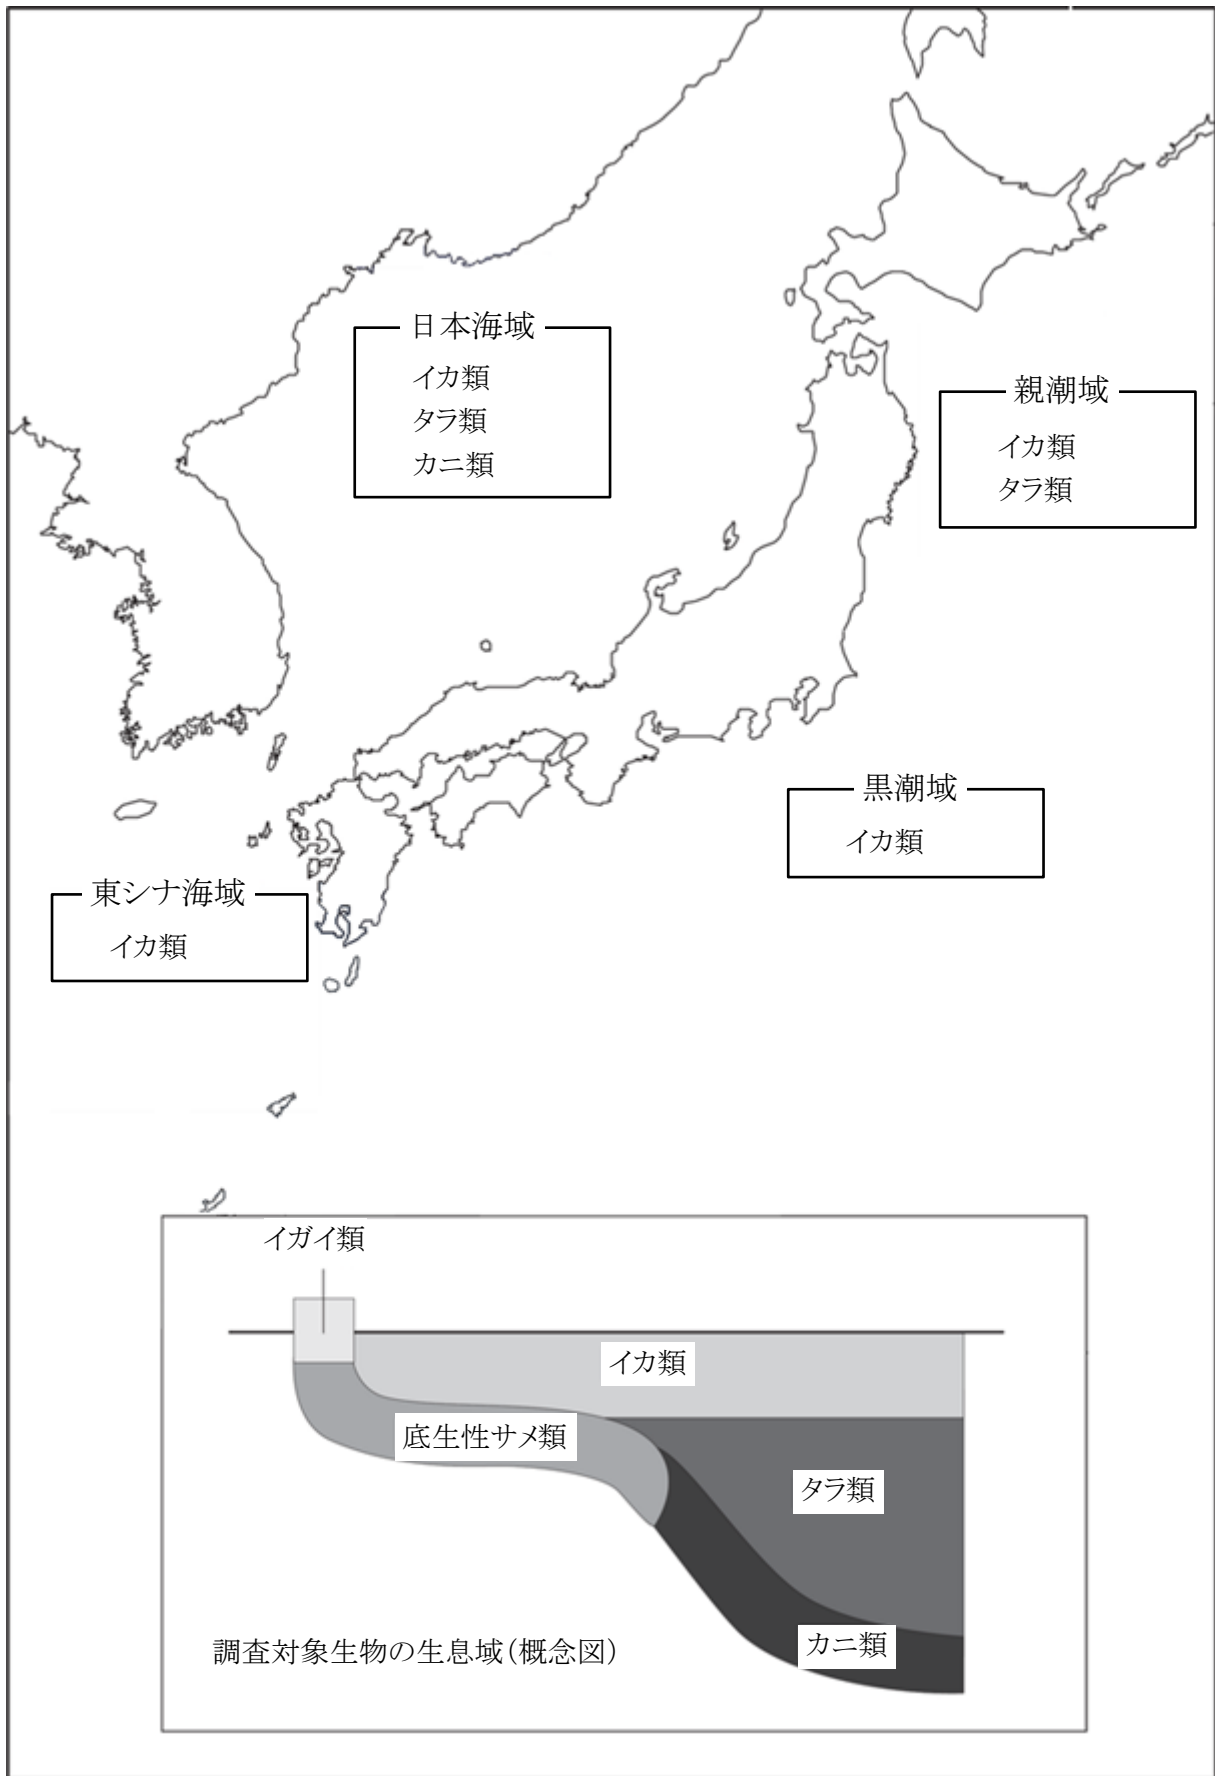 日本海域
イカ類
タラ類
カニ類
親潮域
イカ類
タラ類
黒潮域
イカ類
東シナ海域
イカ類
イガイ類
イカ類
底生性サメ類
タラ類
カニ類
調査対象生物の生息域(概念図)